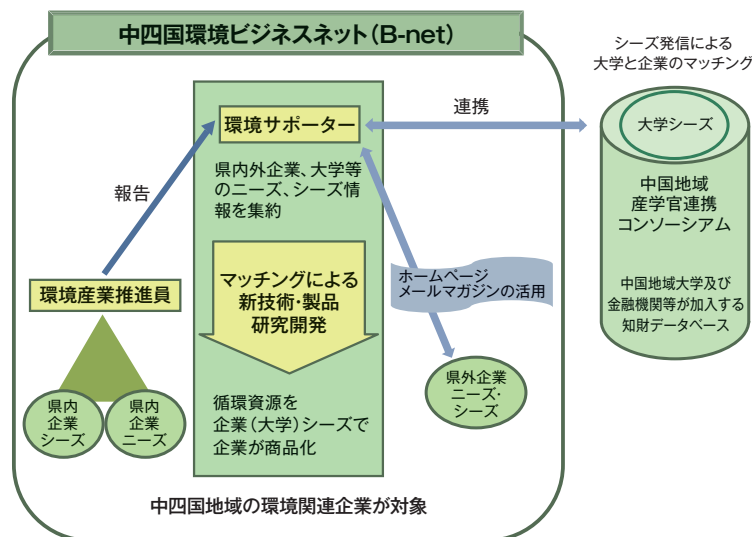 中四国環境ビジネスネット(B-net)
シーズ発信による
大学と企業のマッチング
環境サポーター
連携
大学シーズ
県内外企業、大学等
のニーズ、シーズ情
報を集約
報告
中国地域
産学官連携
コンソーシアム
環境産業推進員
マッチングによる
新技術・製品
研究開発
ホームページ
メールマガジンの活用
中国地域大学及び
金融機関等が加入する
知財データベース
県内
企業
シーズ
県内
企業
ニーズ
県外企業
ニーズ・
シーズ
循環資源を
企業(大学)シーズで
企業が商品化
中四国地域の環境関連企業が対象